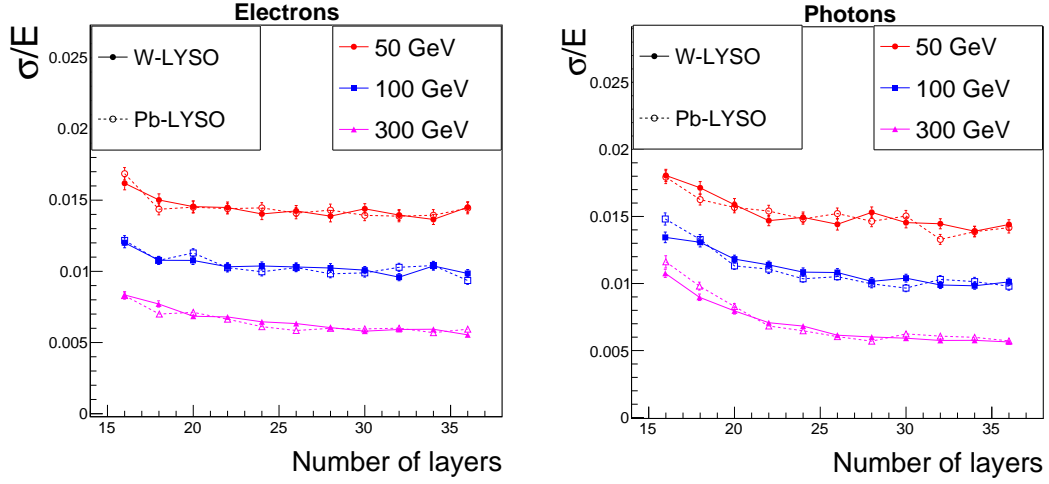 Electrons
σ/E
W-LYSO
Pb-LYSO
50 GeV
100 GeV
300 GeV
0.025
0.02
0.015
0.01
0.005
0
15 20 25 30 35
Number of layers
Photons
σ/E
W-LYSO
Pb-LYSO
50 GeV
100 GeV
300 GeV
0.025
0.02
0.015
0.01
0.005
0
15 20 25 30 35
Number of layers